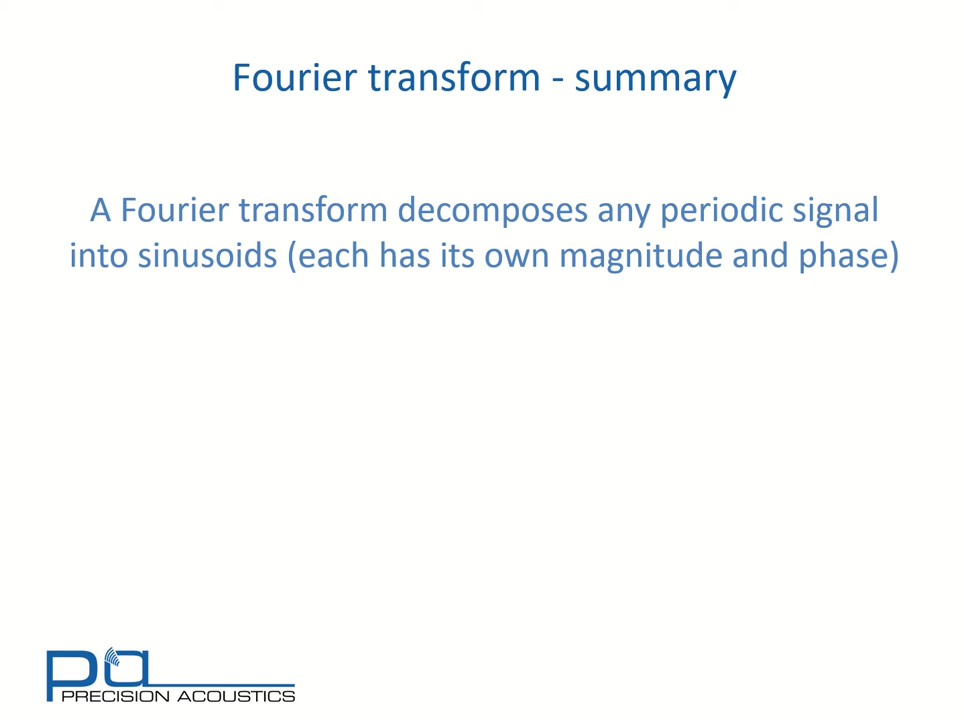 Fourier transform - summary
A Fourier transform decomposes any periodic signal
into sinusoids (each has its own magnitude and phase)
pa
PRECISION ACOUSTICS